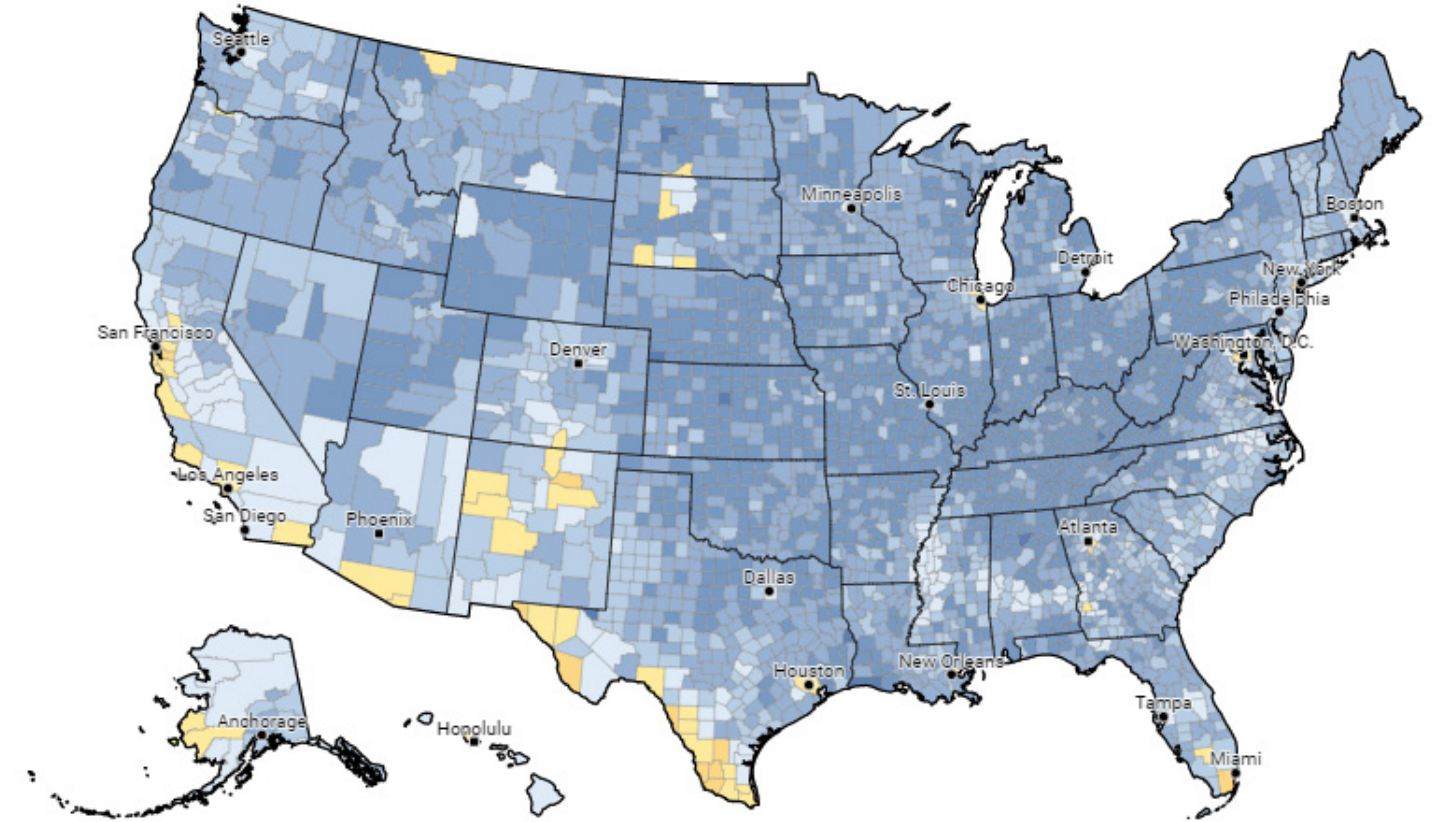 Seattle
Minneapolis
Boston
Detroit
New York
Chicago
Philadelphia
San Francisco
Washington, D.C.
Denver
St. Louis
Los Angeles
San Diego
Phoenix
Atlanta
Dallas
New Orleans
Houston
Tampa
Anchorage
Honolulu
Miami